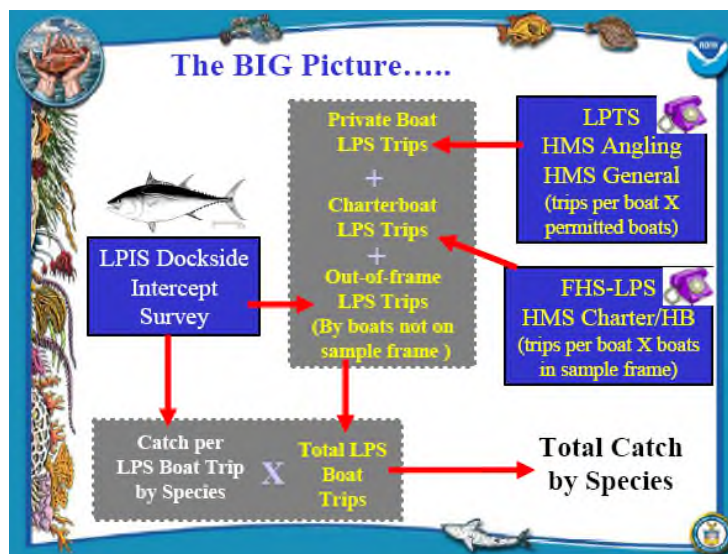 The BIG Picture…..
noaa
Private Boat
LPS Trips
+
Charterboat
LPS Trips
+
Out-of-frame
LPS Trips
(By boats not on
sample frame )
LPTS
HMS Angling
HMS General
(trips per boat X
permitted boats)
LPIS Dockside
Intercept
Survey
FHS-LPS
HMS Charter/HB
(trips per boat X boats
in sample frame)
Catch per
LPS Boat Trip
by Species
X
Total LPS
Boat
Trips
Total Catch
by Species